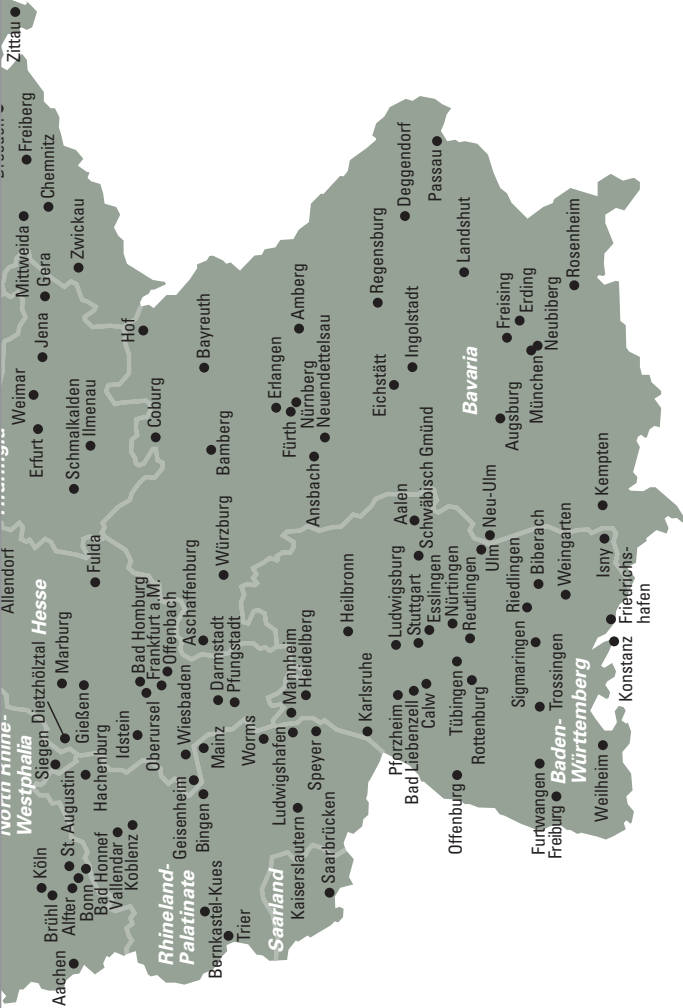 Zittau
Freiberg
Chemnitz
Mittweida
Gera
Zwickau
Jena
Weimar
Erfurt
Schmalkalden
Ilmenau
Hof
Bayreuth
Coburg
Bamberg
Amberg
Erlangen
Fürth
Nürnberg
Neuendettelsau
Ansbach
Regensburg
Deggendorf
Passau
Landshut
Ingolstadt
Eichstätt
Bavaria
Freising
Erding
Neubiberg
München
Augsburg
Rosenheim
Kempten
Allendorf
Hesse
Fulda
Marburg
Dietzhölztal
Gießen
Siegen
North Rhine-
Westphalia
Hachenburg
St. Augustin
Köln
Brühl
Alfter
Bonn
Bad Honnef
Vallendar
Koblenz
Aachen
Idstein
Oberursel
Bad Homburg
Frankfurt a.M.
Offenbach
Aschaffenburg
Würzburg
Wiesbaden
Darmstadt
Pfungstadt
Mainz
Geisenheim
Bingen
Worms
Rhineland-
Palatinate
Bernkastel-Kues
Trier
Saarland
Kaiserslautern
Saarbrücken
Ludwigshafen
Speyer
Mannheim
Heidelberg
Heilbronn
Karlsruhe
Aalen
Schwäbisch Gmünd
Ludwigsburg
Stuttgart
Esslingen
Nürtingen
Reutlingen
Pforzheim
Bad Liebenzell
Calw
Tübingen
Rottenburg
Offenburg
Ulm
Neu-Ulm
Riedlingen
Biberach
Weingarten
Sigmaringen
Trossingen
Furtwangen
Freiburg
Baden-
Württemberg
Weilheim
Konstanz
Friedrichs-
hafen
Isny